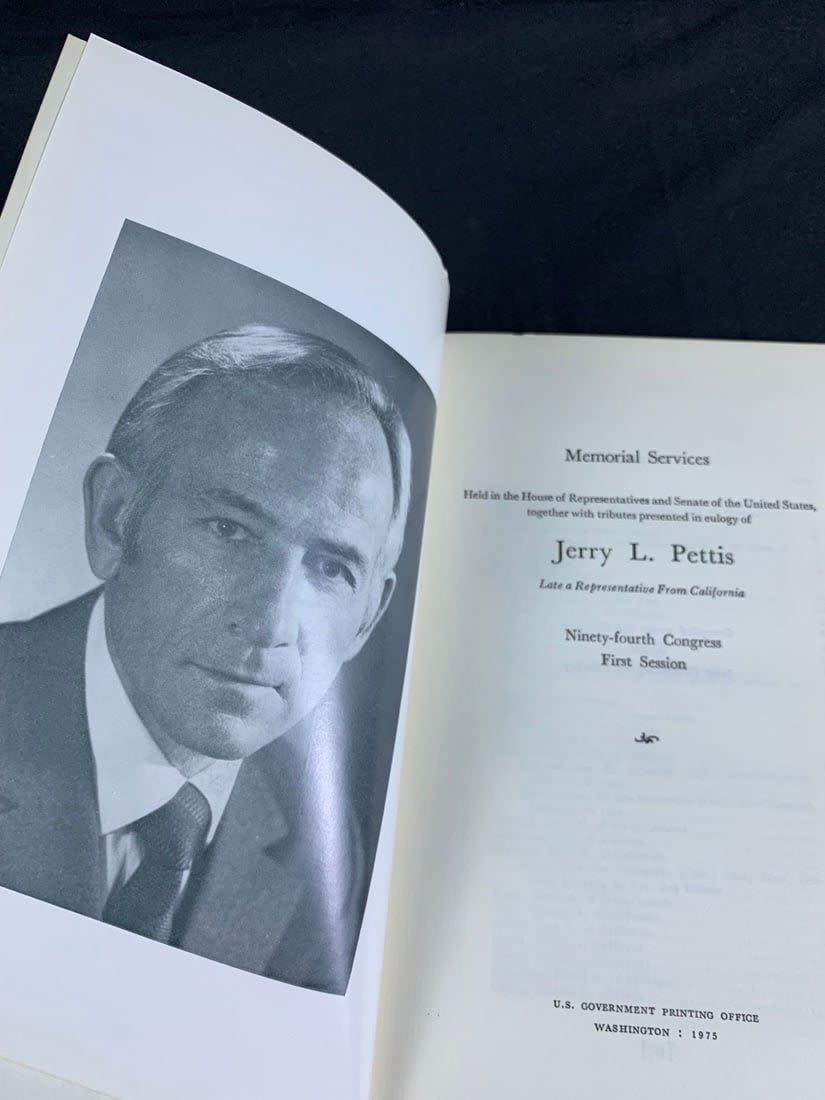 Memorial Services
Held in the House of Representatives and Senate of the United States,
together with tributes presented in eulogy of
Jerry L. Pettis
Late a Representative From California
Ninety-fourth Congress
First Session
U.S. GOVERNMENT PRINTING OFFICE
WASHINGTON : 1975